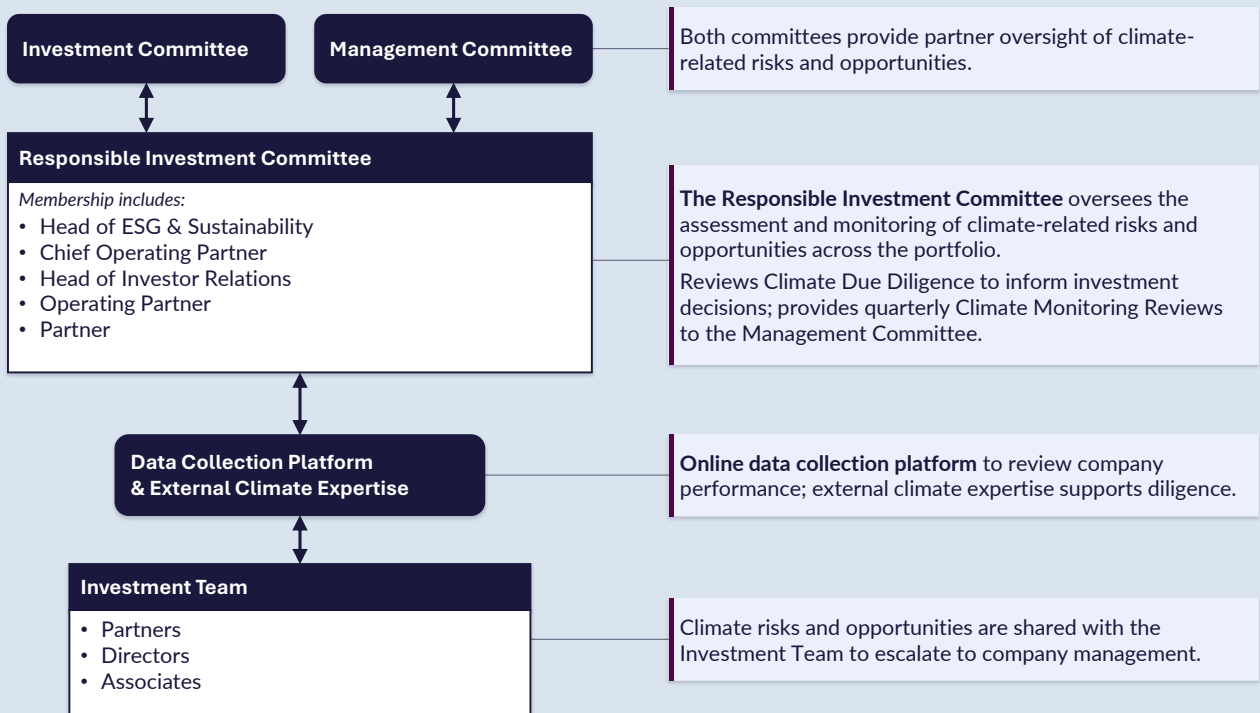 Investment Committee
Management Committee
Both committees provide partner oversight of climate-
related risks and opportunities.
Responsible Investment Committee
Membership includes:
• Head of ESG & Sustainability
• Chief Operating Partner
• Head of Investor Relations
• Operating Partner
• Partner
The Responsible Investment Committee oversees the
assessment and monitoring of climate-related risks and
opportunities across the portfolio.
Reviews Climate Due Diligence to inform investment
decisions; provides quarterly Climate Monitoring Reviews
to the Management Committee.
Data Collection Platform
& External Climate Expertise
Online data collection platform to review company
performance; external climate expertise supports diligence.
Investment Team
• Partners
• Directors
• Associates
Climate risks and opportunities are shared with the
Investment Team to escalate to company management.